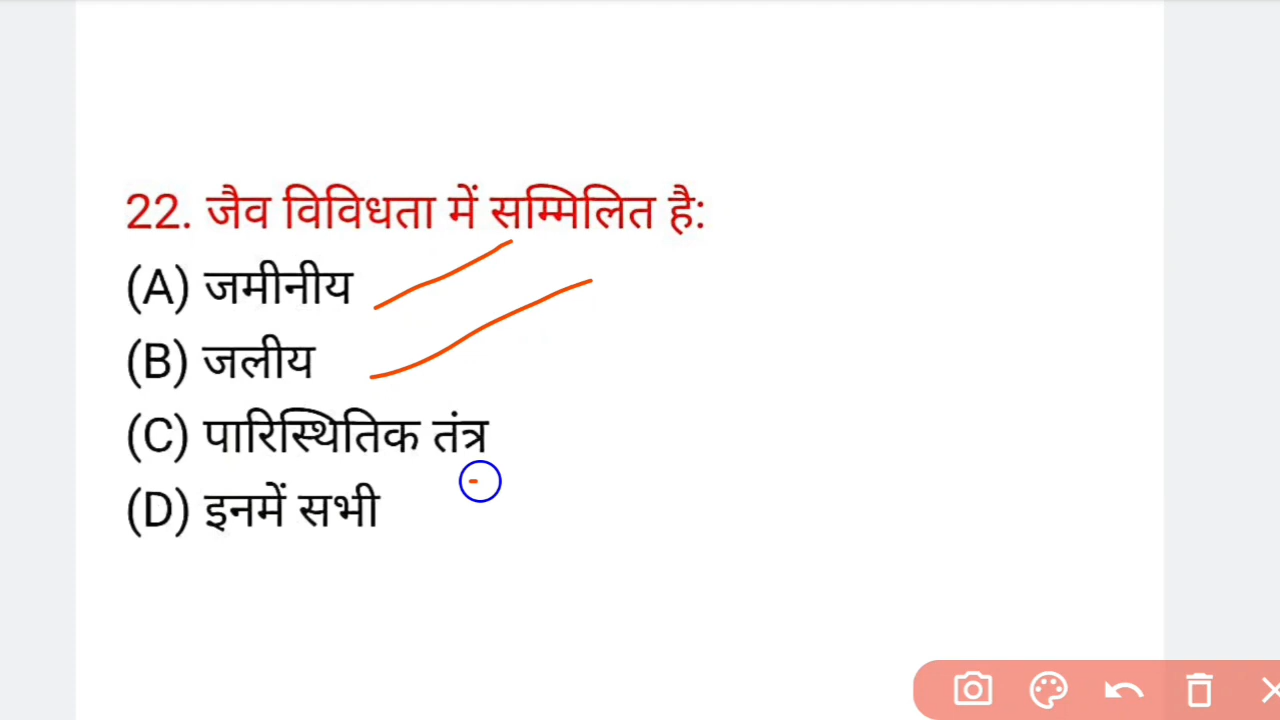 22. जैव विविधता में सम्मिलित है:
(A) जमीनीय
(B) जलीय
(C) पारिस्थितिक तंत्र
(D) इनमें सभी